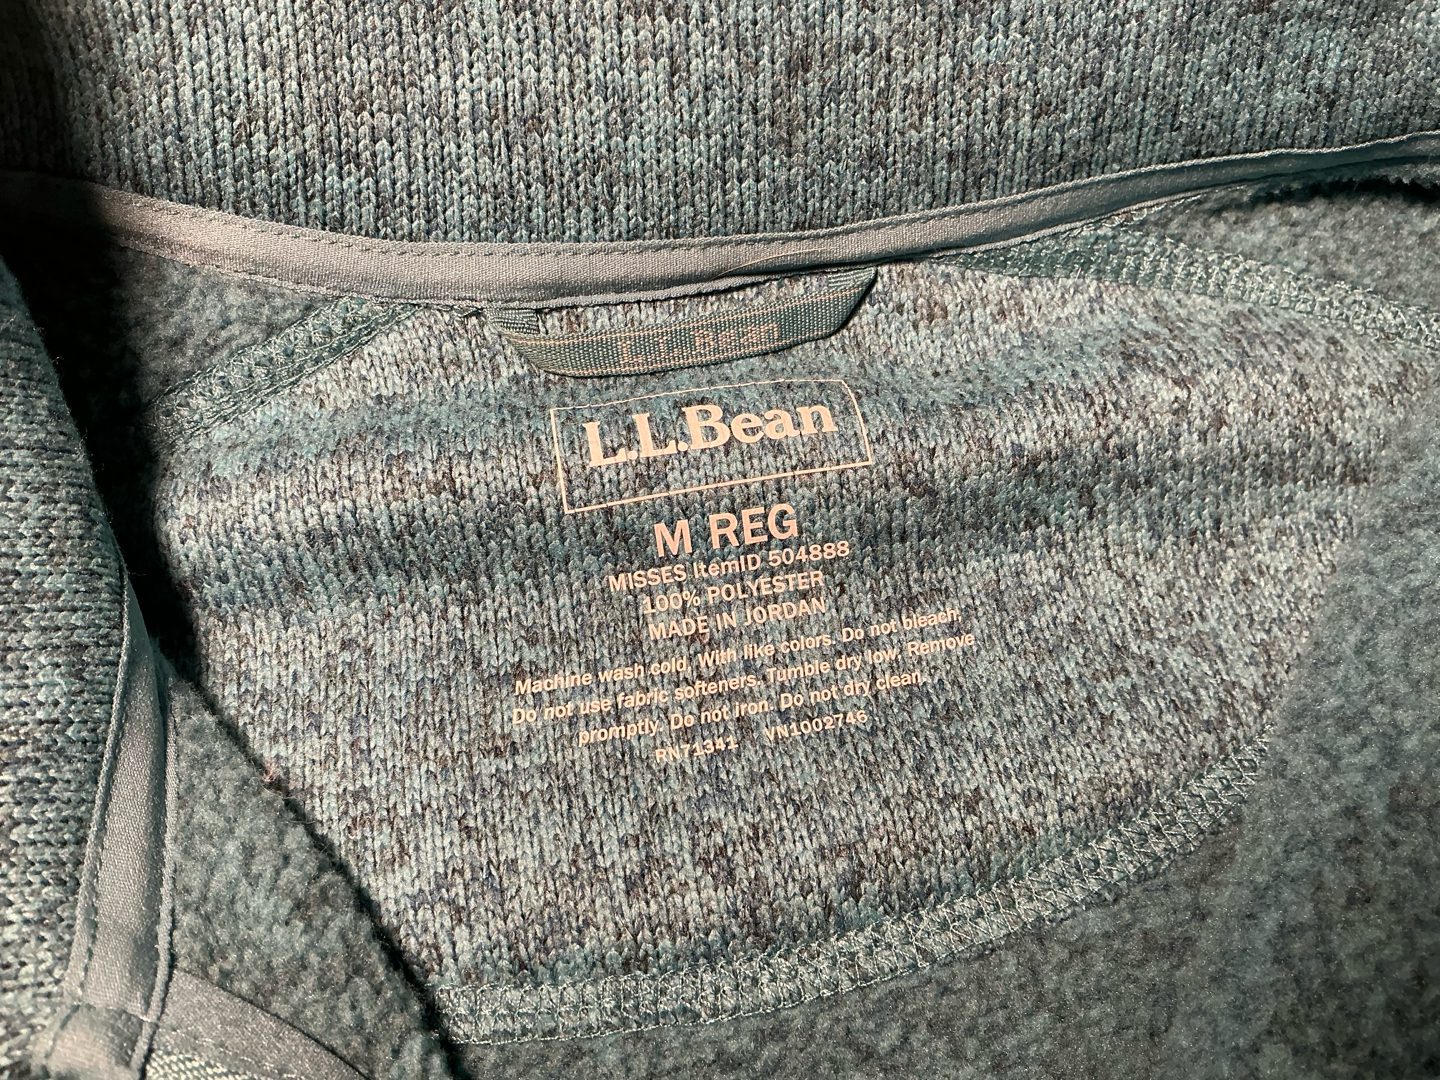 L.L.Bean
L.L.Bean
M REG
MISSES ItemID 504888
100% POLYESTER
MADE IN JORDAN
Machine wash cold. With like colors. Do not bleach.
Do not use fabric softeners. Tumble dry low. Remove
promptly. Do not iron. Do not dry clean.
RN71341 VN1002746